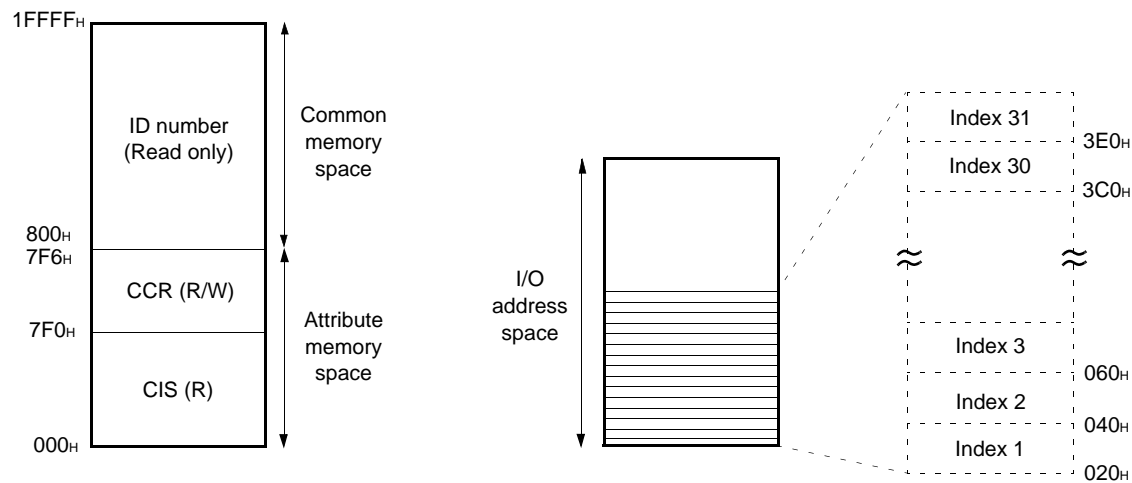 1FFFFH
ID number
(Read only)
Common
memory
space
800H
7F6H
CCR (R/W)
7F0H
Attribute
memory
space
CIS (R)
000H
I/O
address
space
Index 31
3E0H
Index 30
3C0H
≈ ≈
Index 3
060H
Index 2
040H
Index 1
020H